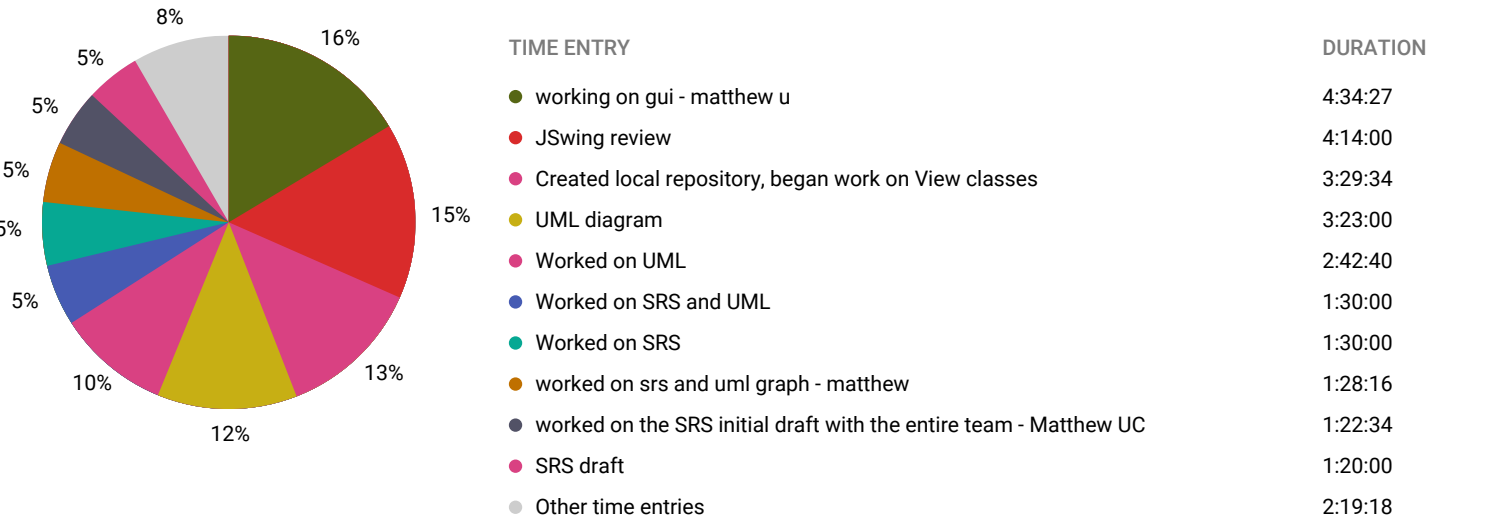 8%
16%
5%
5%
5%
5%
5%
10%
12%
13%
15%
TIME ENTRY DURATION
working on gui - matthew u 4:34:27
JSwing review 4:14:00
Created local repository, began work on View classes 3:29:34
UML diagram 3:23:00
Worked on UML 2:42:40
Worked on SRS and UML 1:30:00
Worked on SRS 1:30:00
worked on srs and uml graph - matthew 1:28:16
worked on the SRS initial draft with the entire team - Matthew UC 1:22:34
SRS draft 1:20:00
Other time entries 2:19:18